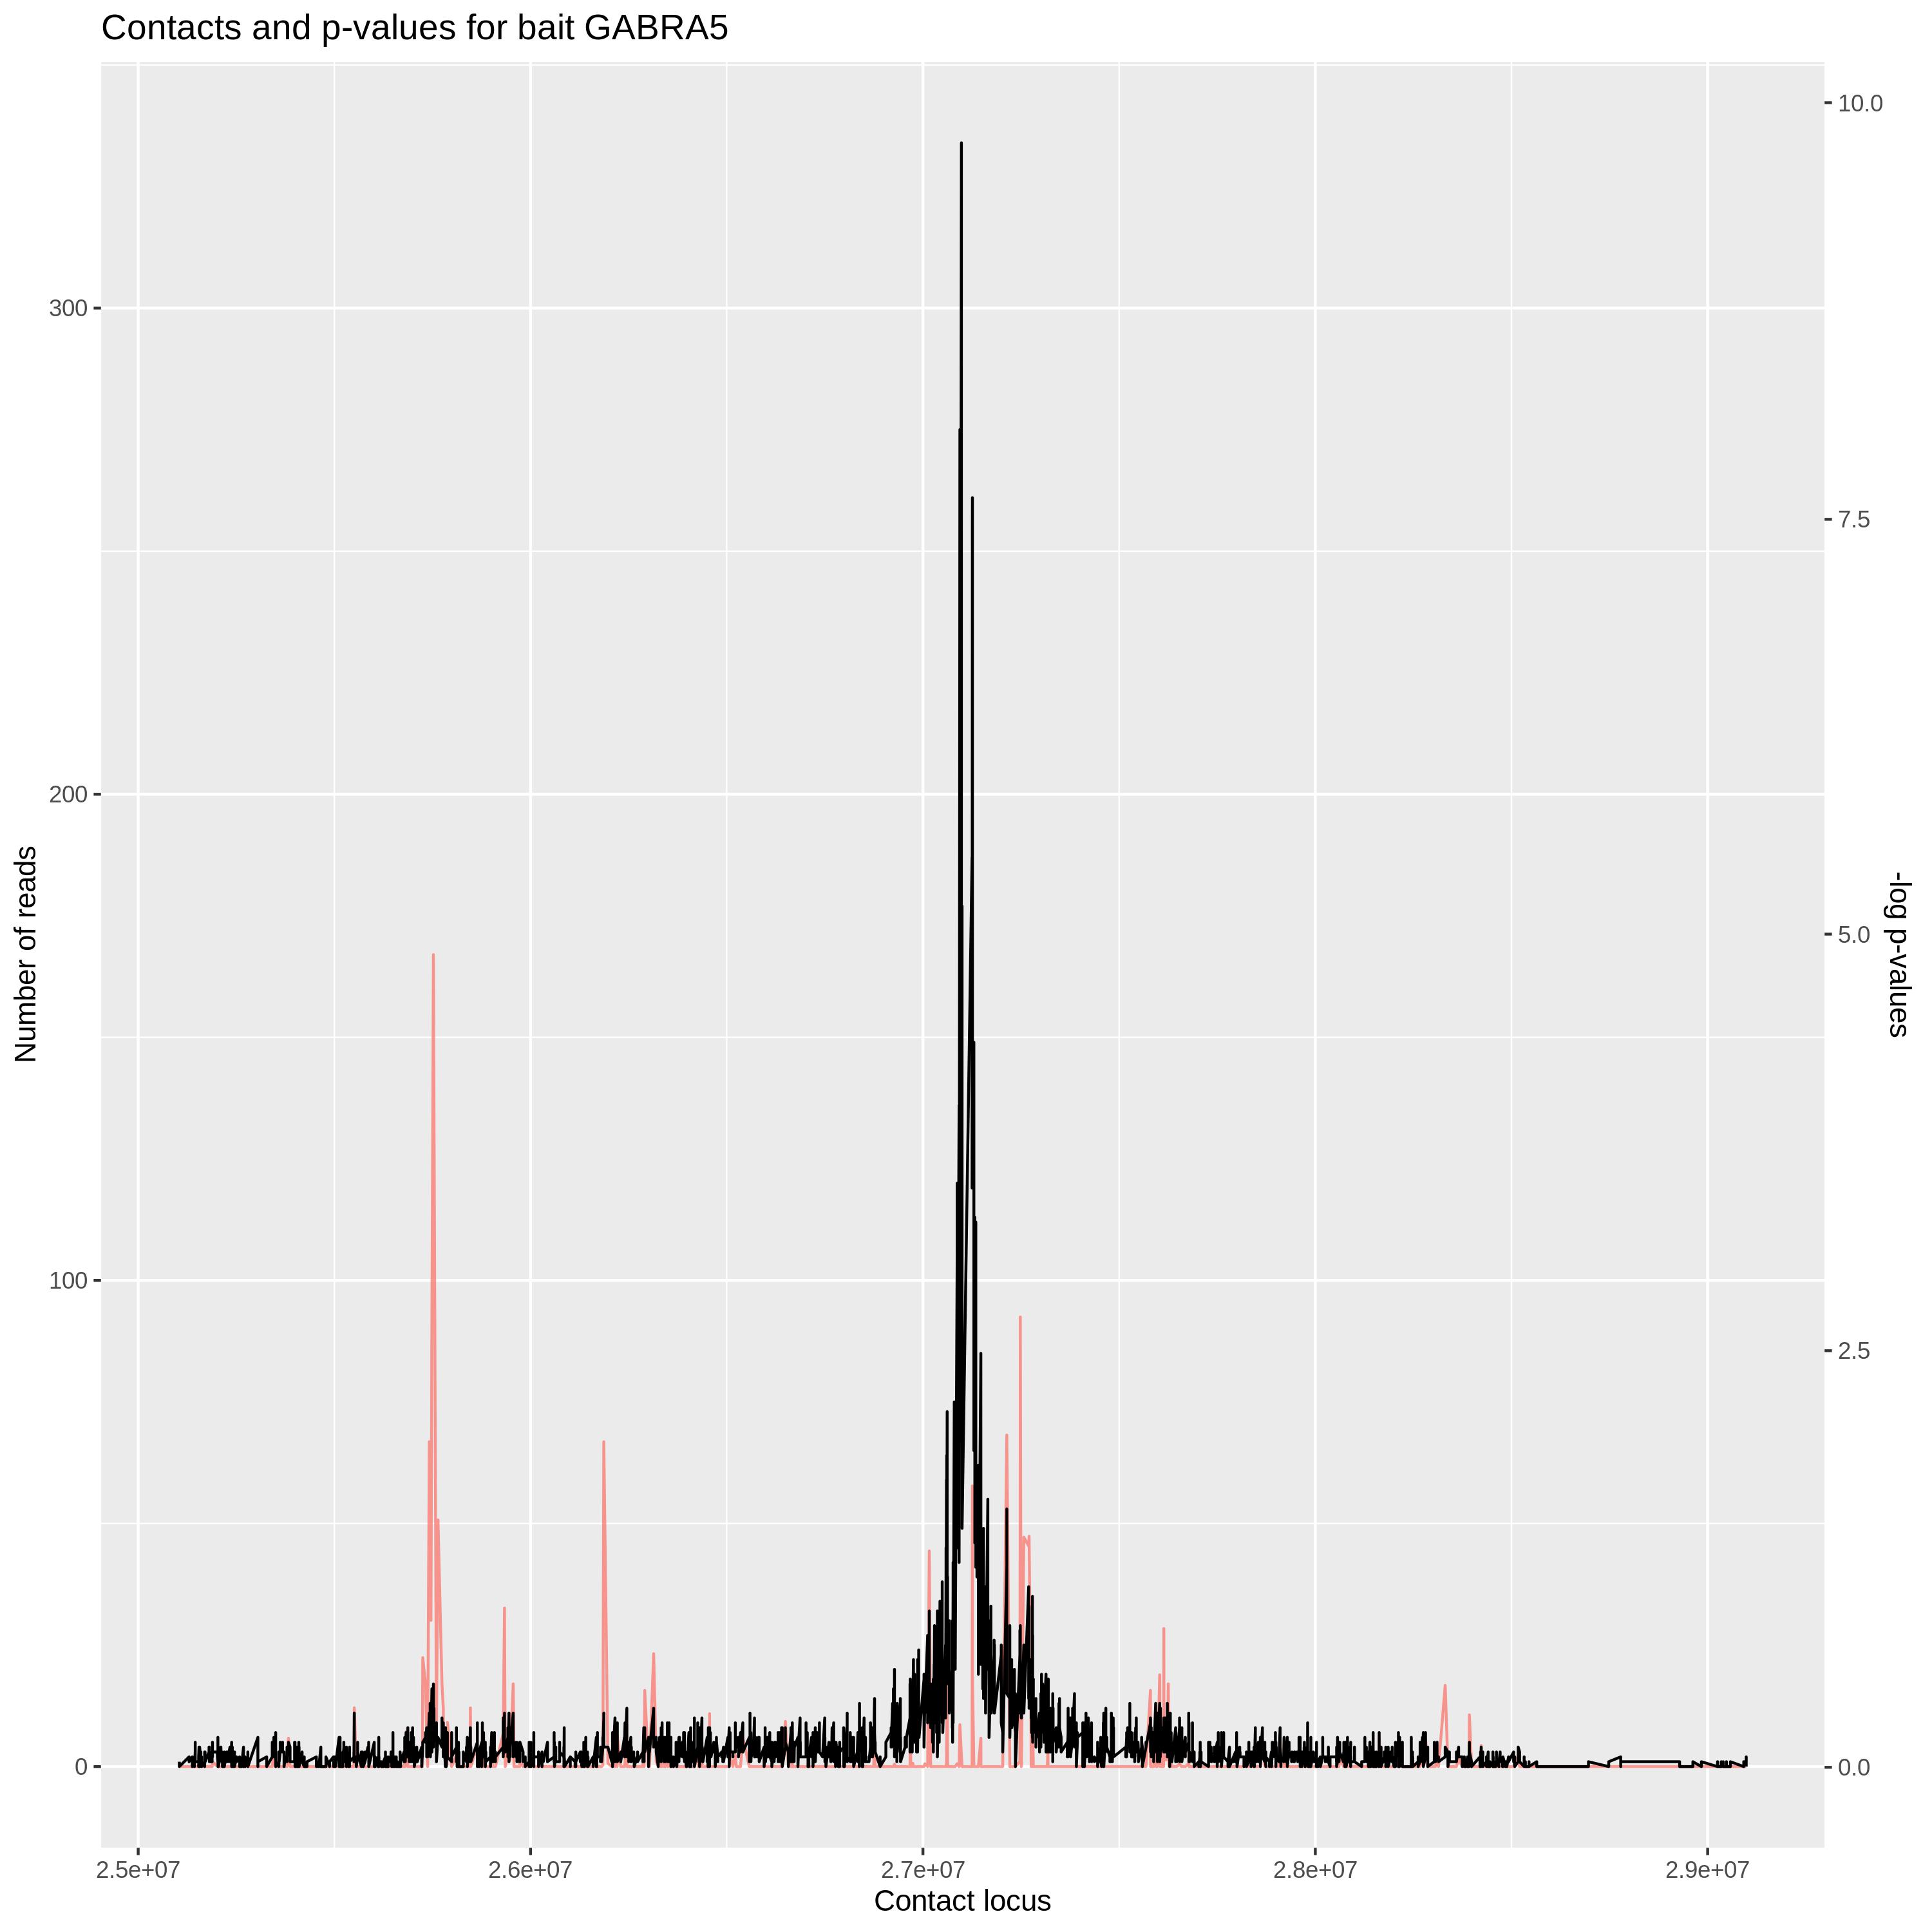 Contacts and p-values for bait GABRA5
10.0
300
7.5
200
Number of reads
-log p-values
5.0
100
2.5
0
0.0
2.5e+07
2.6e+07
2.7e+07
2.8e+07
2.9e+07
Contact locus